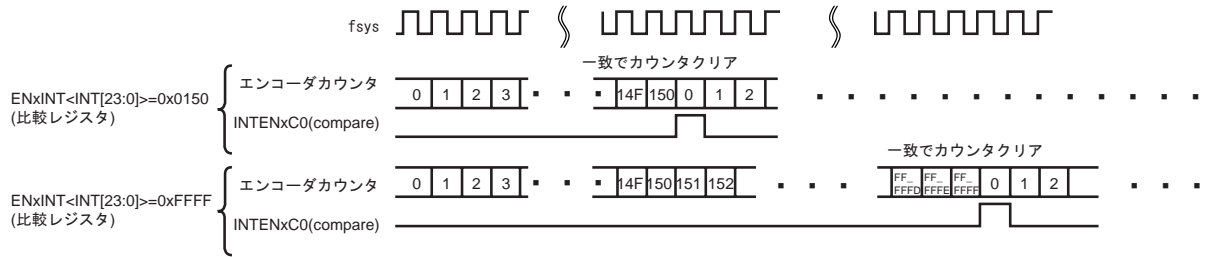 fsys
一致でカウンタクリア
ENxINT<INT[23:0]>=0x0150
(比較レジスタ)
エンコーダカウンタ 0 1 2 3 14F 150 0 1 2
INTENxC0(compare)
一致でカウンタクリア
ENxINT<INT[23:0]>=0xFFFF
(比較レジスタ)
エンコーダカウンタ 0 1 2 3 14F 150 151 152 FF_FFFD FF_FFFE FF_FFFF 0 1 2
INTENxC0(compare)